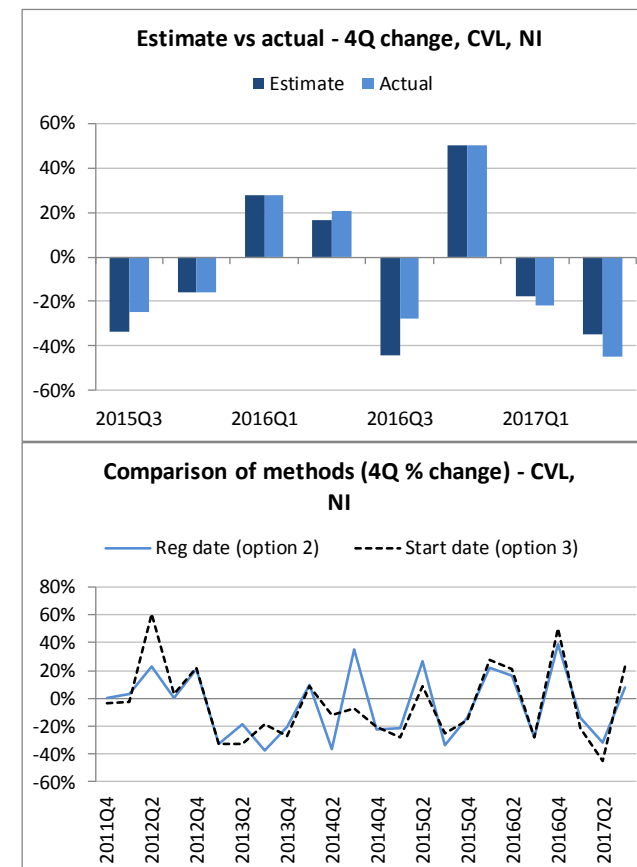 Estimate vs actual - 4Q change, CVL, NI
Estimate Actual
60%
40%
20%
0%
-20%
-40%
-60%
2015Q3 2016Q1 2016Q3 2017Q1
Comparison of methods (4Q % change) - CVL,
NI
Reg date (option 2) Start date (option 3)
80%
60%
40%
20%
0%
-20%
-40%
-60%
2011Q4
2012Q2
2012Q4
2013Q2
2013Q4
2014Q2
2014Q4
2015Q2
2015Q4
2016Q2
2016Q4
2017Q2